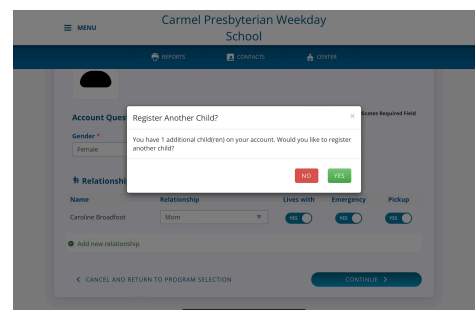 MENU
Carmel Presbyterian Weekday
School
REPORTS
CONTACTS
CENTER
Account Ques
icates Required Field
Gender *
Female
Register Another Child?
×
You have 1 additional child(ren) on your account. Would you like to register
another child?
NO
YES
Relationshi
Name
Relationship
Lives with
Emergency
Pickup
Caroline Broadfoot
Mom
YES
YES
YES
Add new relationship
CANCEL AND RETURN TO PROGRAM SELECTION
CONTINUE